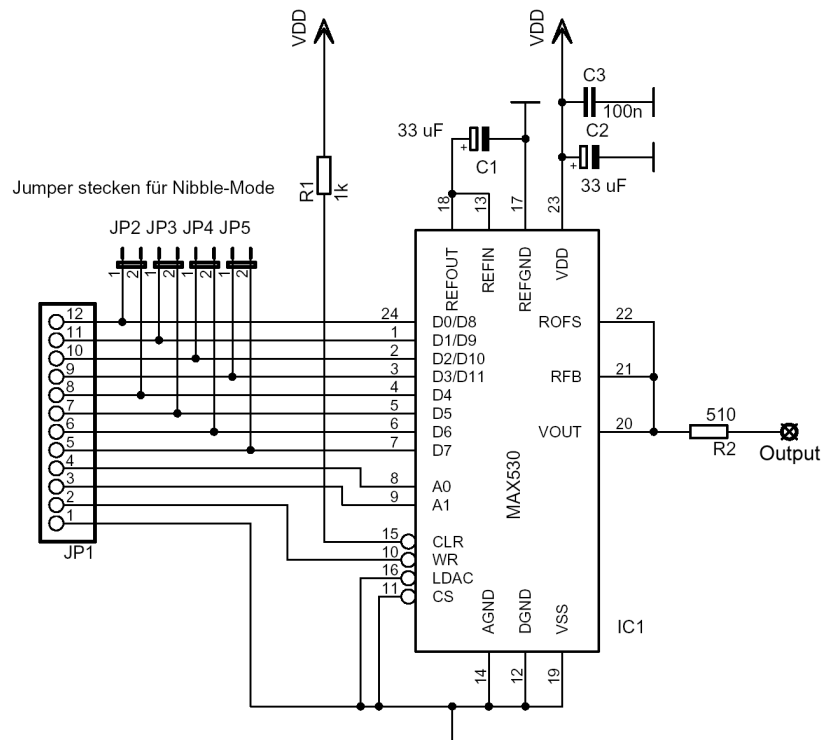 VDD
VDD
C3
100n
C2
33 uF
+
33 uF
+
C1
R1
1k
Jumper stecken für Nibble-Mode
JP2 JP3 JP4 JP5
1 2 1 2 1 2 1 2
18 13 17 23
REFOUT REFIN REFGND VDD
12 24 D0/D8 ROFS 22
11 1 D1/D9
10 2 D2/D10
9 3 D3/D11 RFB 21
8 4 D4
7 5 D5
6 6 D6 VOUT 20
5 7 D7
510
R2
Output
4 8 A0
3 9 A1
2
1
MAX530
JP1
15 CLR
10 WR
16 LDAC
11 CS
AGND DGND VSS
IC1
14 12 19